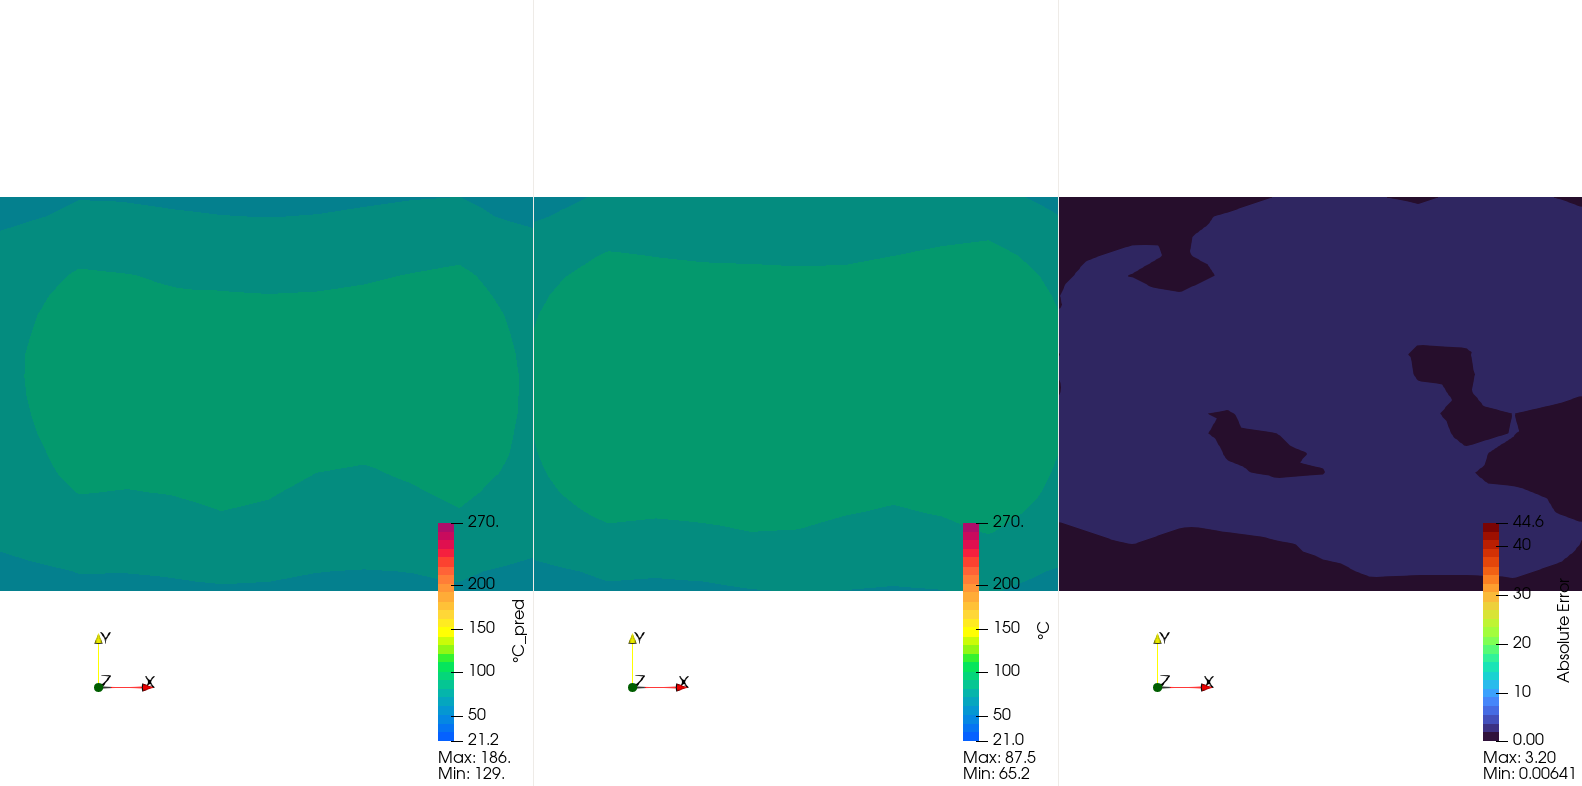 270.
200
150
100
50
21.2
°C_pred
Max: 186.
Min: 129.
Y
Z
X
270.
200
150
100
50
21.0
°C
Max: 87.5
Min: 65.2
Y
Z
X
44.6
40
30
20
10
0.00
Absolute Error
Max: 3.20
Min: 0.00641
Y
Z
X